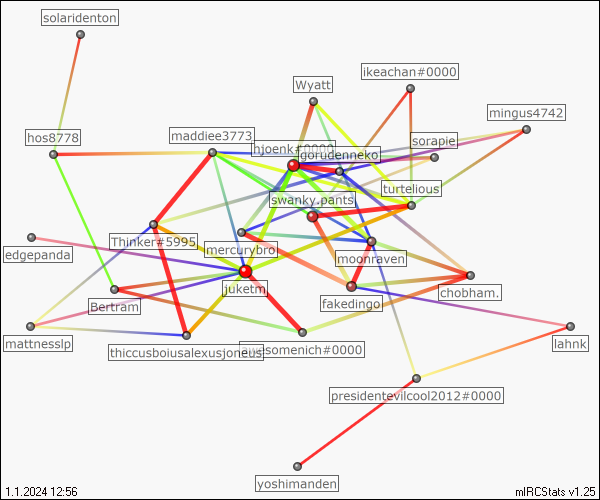 solaridenton
ikeachan#0000
Wyatt
mingus4742
maddiee3773
hos8778
sorapie
hjoenk#0000
gorudenneko
turtelious
swanky.pants
Thinker#5995
mercurybro
edgepanda
moonraven
juketm
chobham.
fakedingo
Bertram
mattnesslp
lahnk
thiccusboiusalexusjoneus
awesomenich#0000
presidentevilcool2012#0000
yoshimanden
1.1.2024 12:56
mIRCStats v1.25